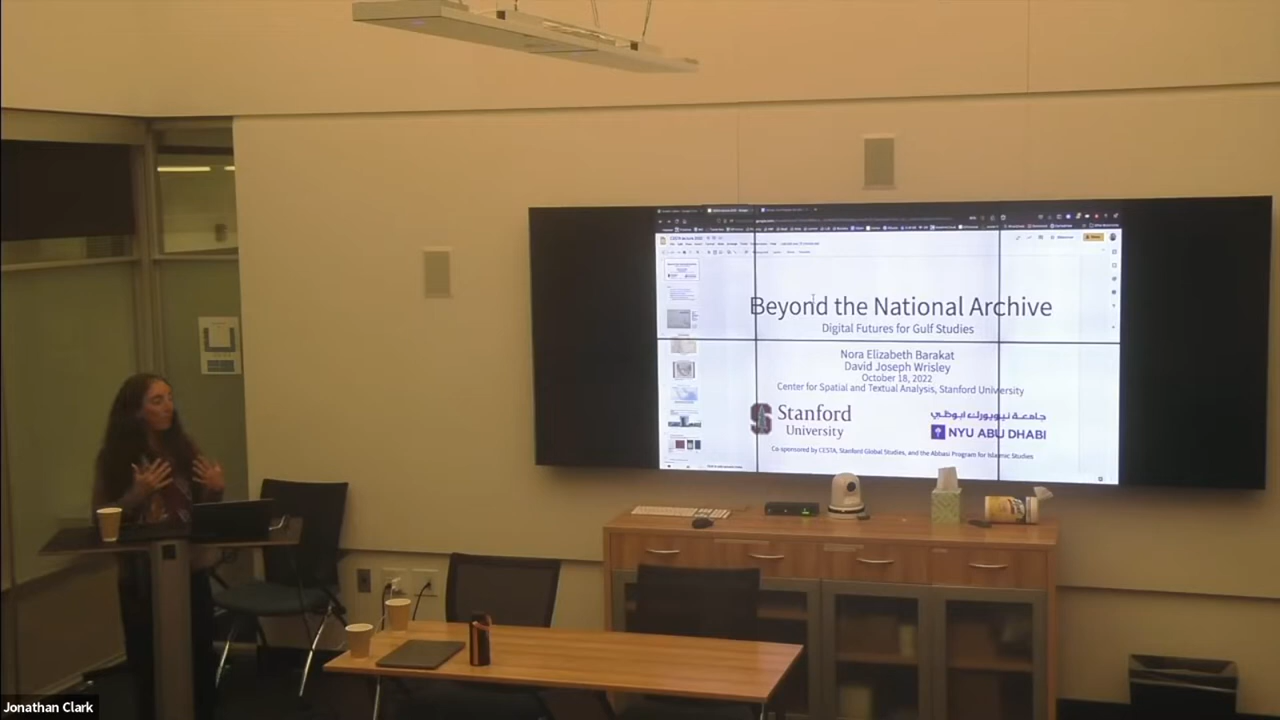 Beyond the National Archive
Digital Futures for Gulf Studies
Nora Elizabeth Barakat
David Joseph Wrisley
October 18, 2022
Center for Spatial and Textual Analysis, Stanford University
Stanford
University
جامعة نيويورك أبوظبي
NYU ABU DHABI
Co-sponsored by CESTA, Stanford Global Studies, and the Abbasi Program for Islamic Studies
Jonathan Clark